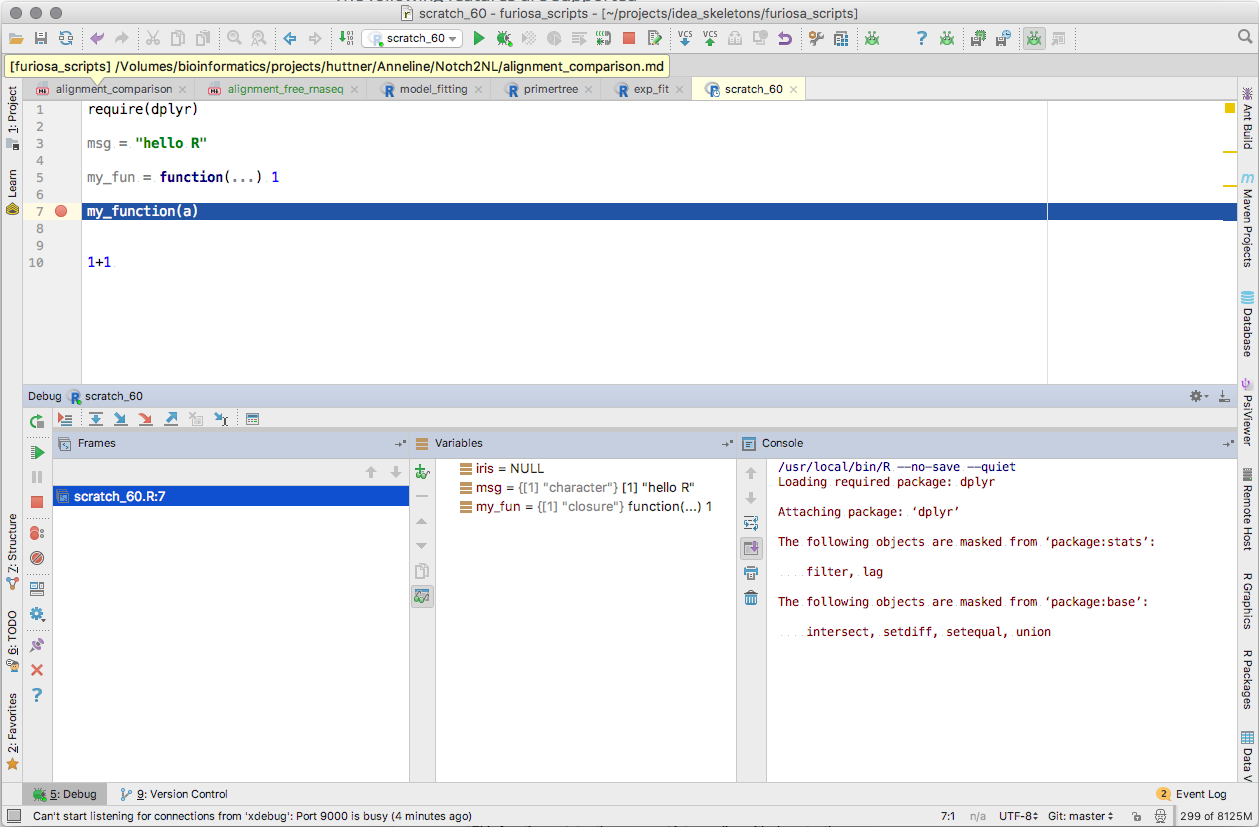 scratch_60 - furiosa_scripts - [~/projects/idea_skeletons/furiosa_scripts]
scratch_60
VCS VCS
[furiosa_scripts] /Volumes/bioinformatics/projects/huttner/Anneline/Notch2NL/alignment_comparison.md
alignment_comparison
alignment_free_rnaseq
model_fitting
primertree
exp_fit
scratch_60
1: Project
Learn
Z: Structure
6: TODO
2: Favorites
1 require(dplyr)
2
3 msg = "hello R"
4
5 my_fun = function(...) 1
6
7 my_function(a)
8
9
10 1+1
Ant Build
Maven Projects
Database
PsiViewer
Remote Host
R Graphics
R Packages
Data V
Debug scratch_60
Frames
scratch_60.R:7
Variables
iris = NULL
msg = {[1] "character"} [1] "hello R"
my_fun = {[1] "closure"} function(...) 1
Console
/usr/local/bin/R --no-save --quiet
Loading required package: dplyr
Attaching package: ‘dplyr’
The following objects are masked from ‘package:stats’:
filter, lag
The following objects are masked from ‘package:base’:
intersect, setdiff, setequal, union
5: Debug
9: Version Control
2 Event Log
Can't start listening for connections from 'xdebug': Port 9000 is busy (4 minutes ago)
7:1 n/a UTF-8 Git: master 299 of 8125M